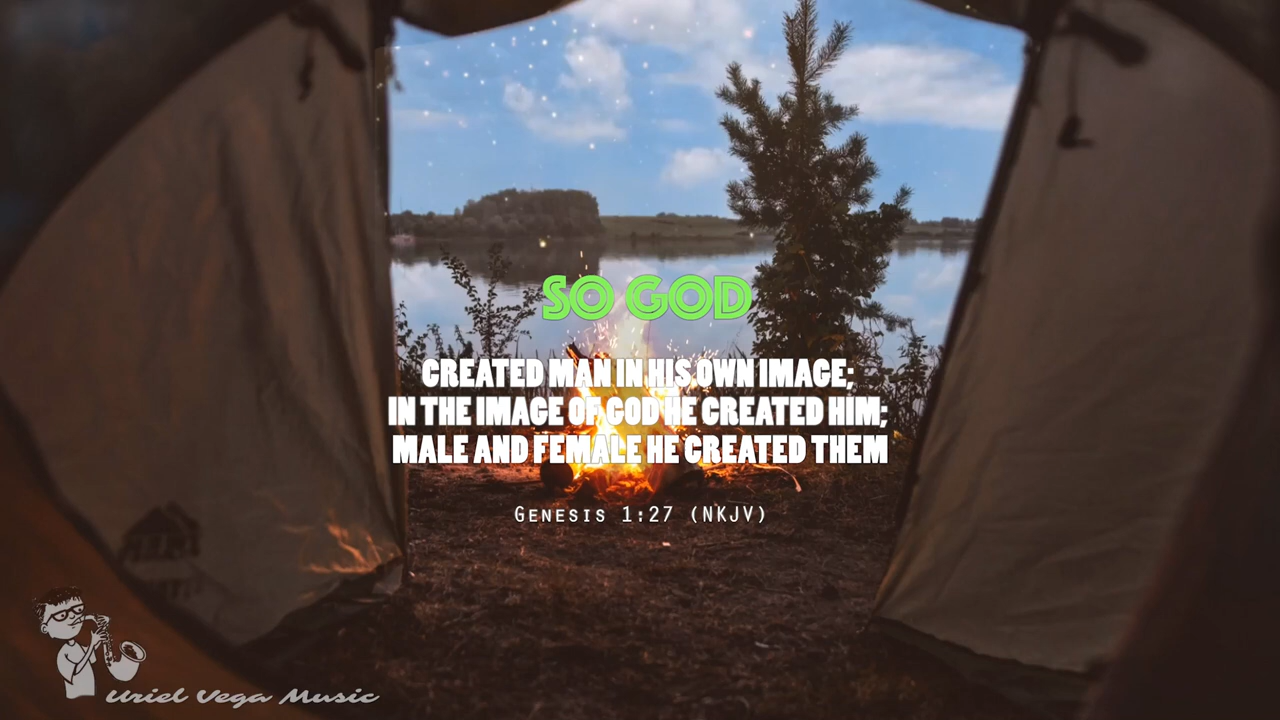 SO GOD
CREATED MAN IN HIS OWN IMAGE;
IN THE IMAGE OF GOD HE CREATED HIM;
MALE AND FEMALE HE CREATED THEM
Genesis 1:27 (NKJV)
Uriel Vega Music